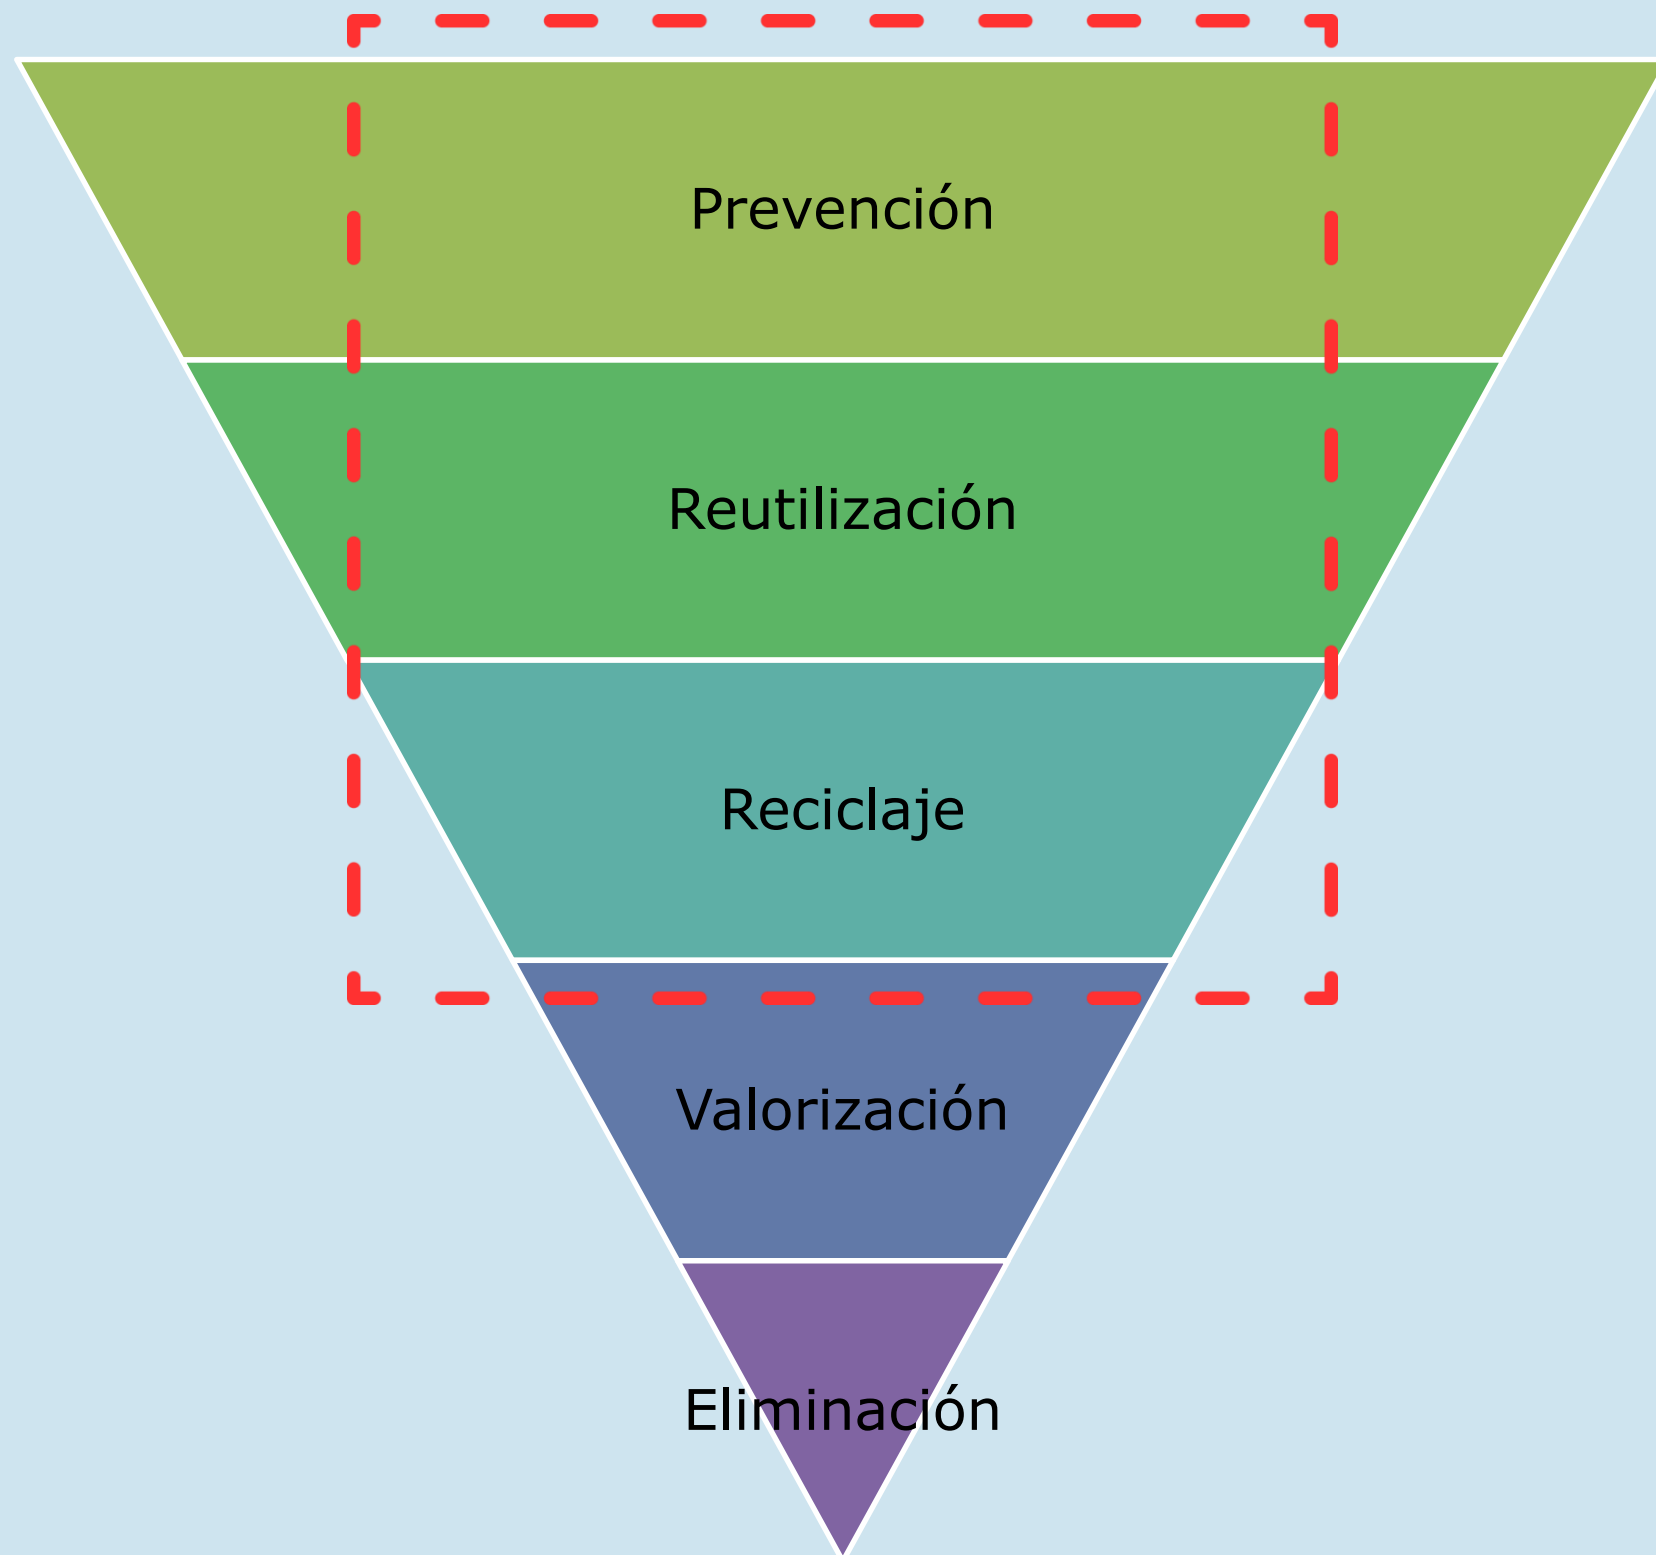 Prevención
Reutilización
Reciclaje
Valorización
Eliminación